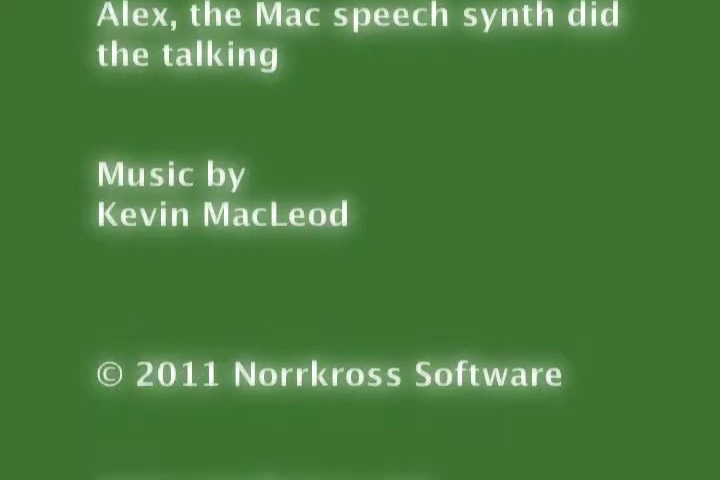 Alex, the Mac speech synth did
the talking
Music by
Kevin MacLeod
© 2011 Norrkross Software